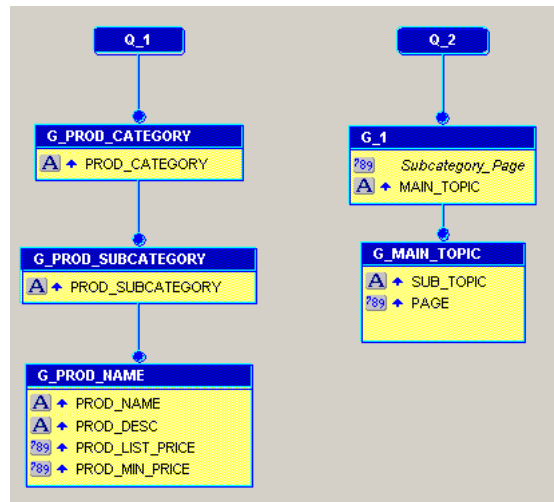 Q_1
G_PROD_CATEGORY
A PROD_CATEGORY
G_PROD_SUBCATEGORY
A PROD_SUBCATEGORY
G_PROD_NAME
A PROD_NAME
A PROD_DESC
789 PROD_LIST_PRICE
789 PROD_MIN_PRICE
Q_2
G_1
789 Subcategory_Page
A MAIN_TOPIC
G_MAIN_TOPIC
A SUB_TOPIC
789 PAGE